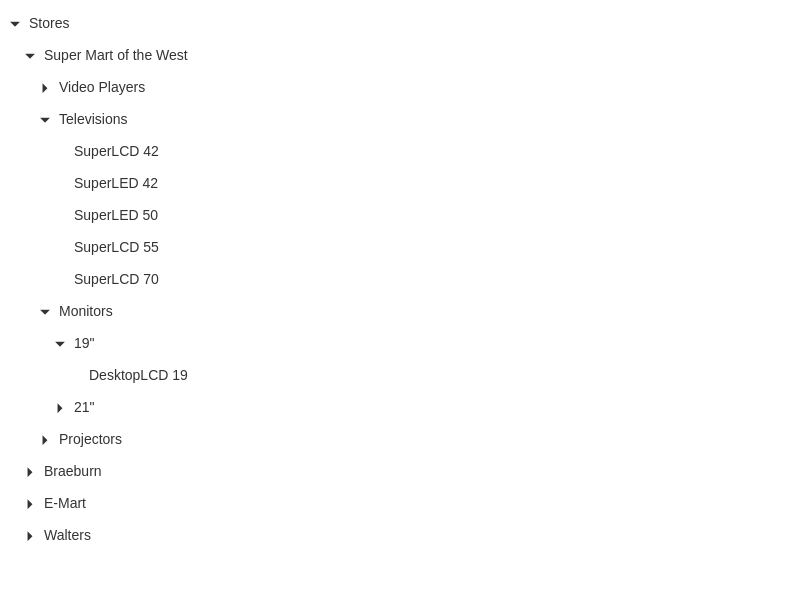 Stores
Super Mart of the West
Video Players
Televisions
SuperLCD 42
SuperLED 42
SuperLED 50
SuperLCD 55
SuperLCD 70
Monitors
19"
DesktopLCD 19
21"
Projectors
Braeburn
E-Mart
Walters